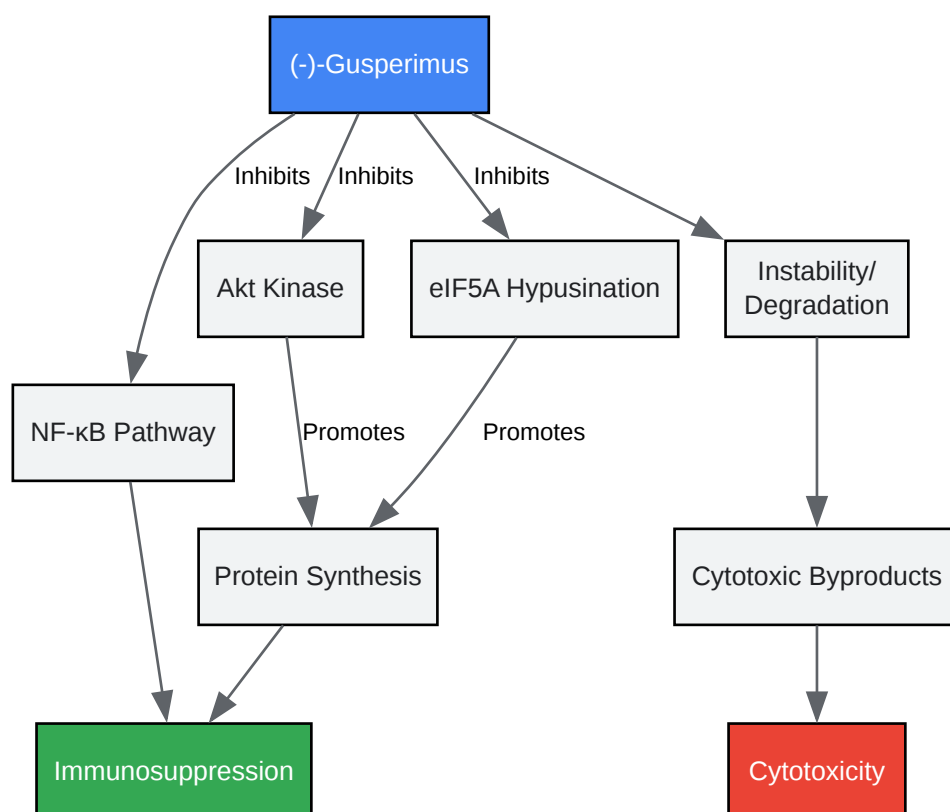 (-)-Gusperimus
Inhibits
Inhibits
Inhibits
Akt Kinase
eIF5A Hypusination
Instability/
Degradation
NF-κB Pathway
Promotes
Promotes
Protein Synthesis
Cytotoxic Byproducts
Immunosuppression
Cytotoxicity